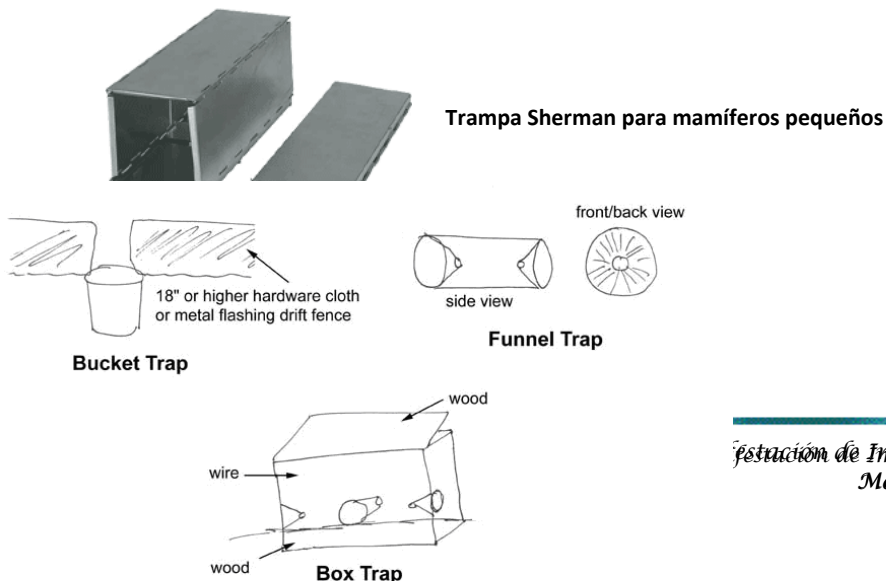 Trampa Sherman para mamíferos pequeños
front/back view
18" or higher hardware cloth
or metal flashing drift fence
side view
Bucket Trap
Funnel Trap
wood
wire
wood
Box Trap
de